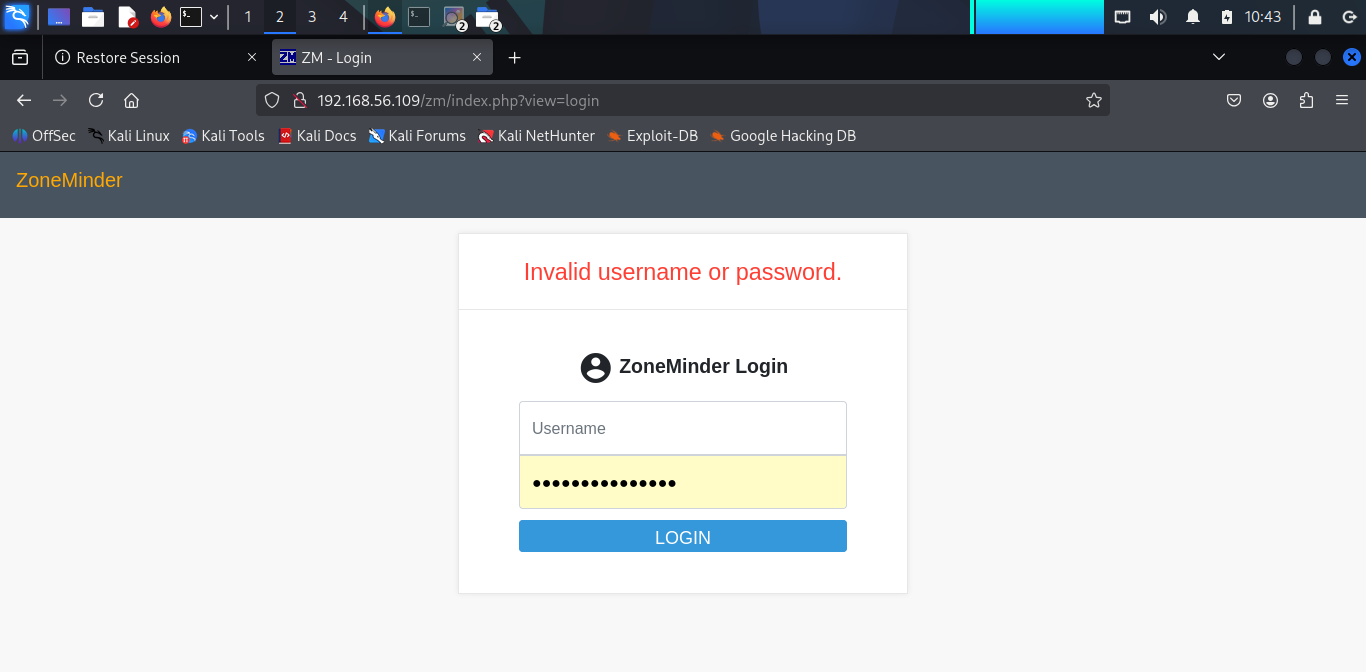 1 2 3 4 2 2 10:43
Restore Session ZM ZM - Login
192.168.56.109/zm/index.php?view=login
OffSec Kali Linux Kali Tools Kali Docs Kali Forums Kali NetHunter Exploit-DB Google Hacking DB
ZoneMinder
Invalid username or password.
ZoneMinder Login
Username
LOGIN